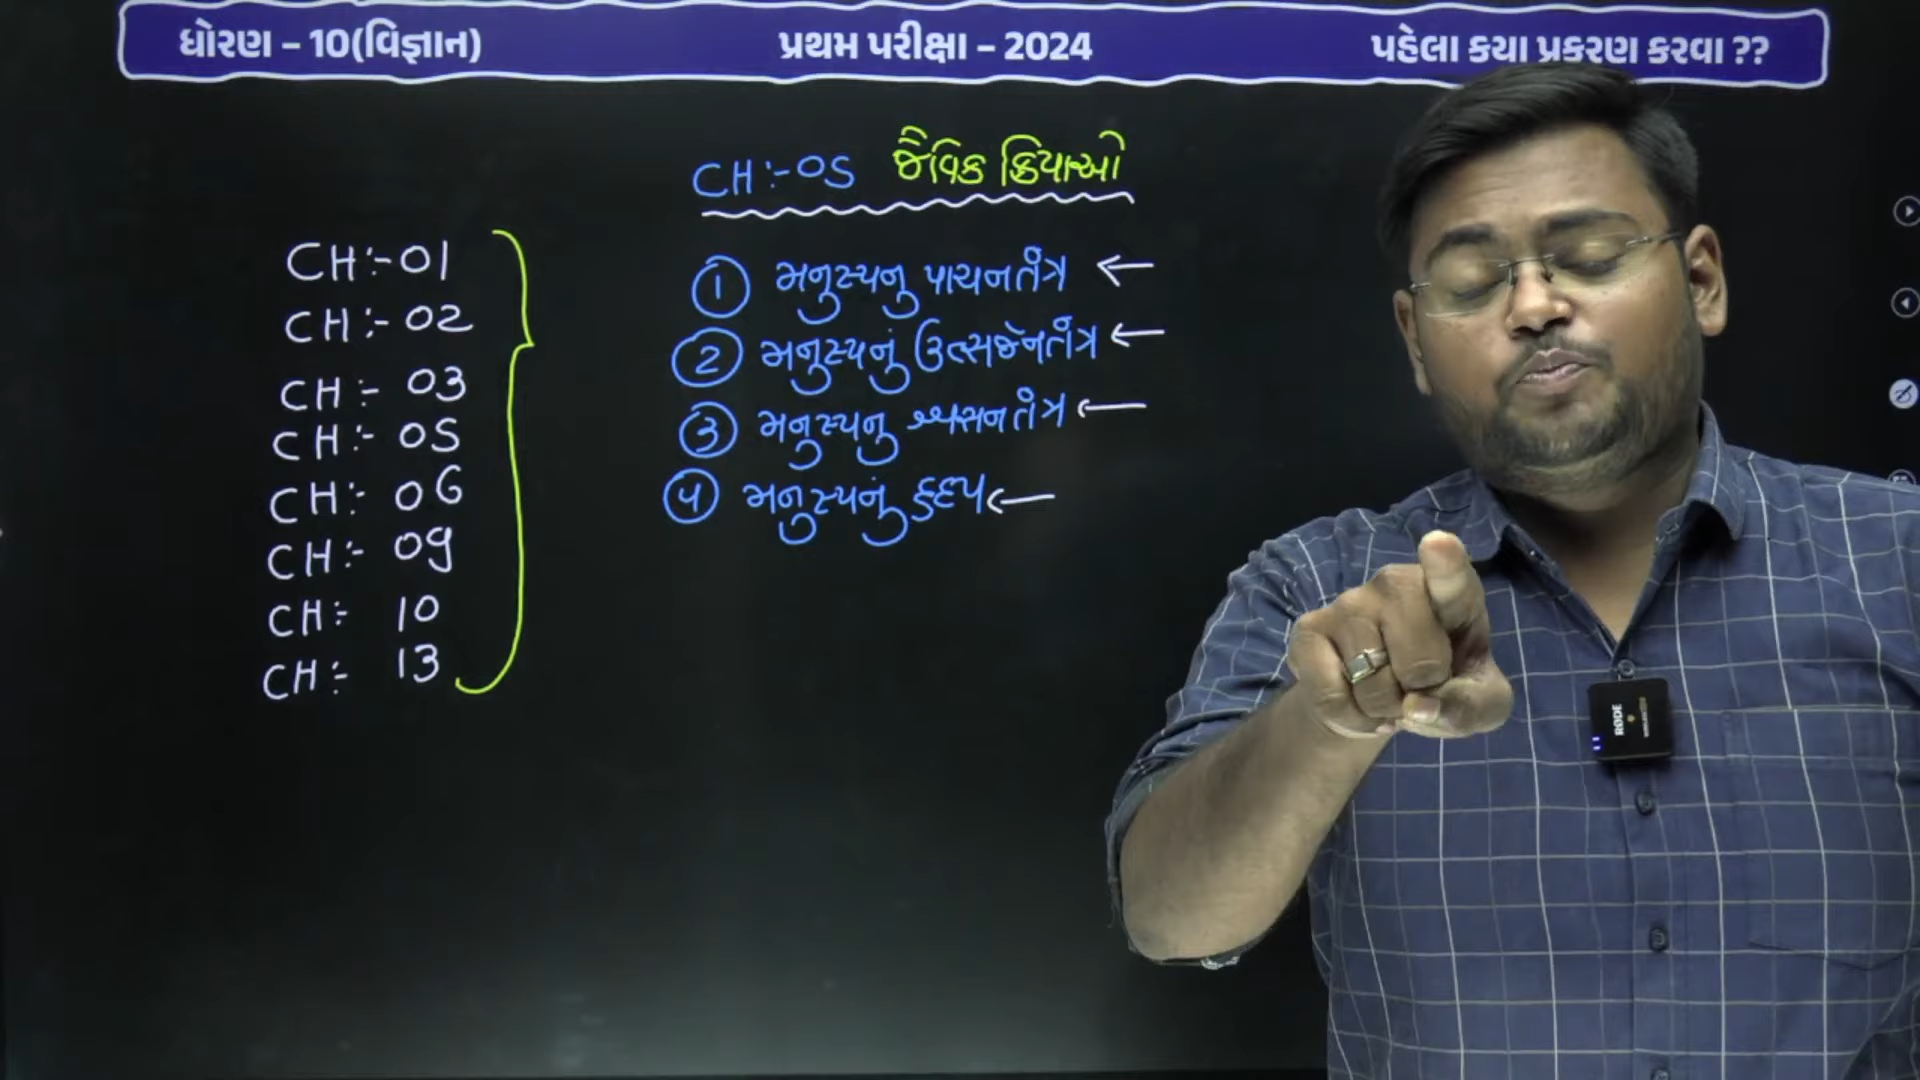 ધોરણ – 10(વિજ્ઞાન)
પ્રથમ પરીક્ષા – 2024
પહેલા કયા પ્રકરણ કરવા ??
CH:-05 જૈવિક ક્રિયાઓ
CH:-01
CH:-02
CH:- 03
CH:- 05
CH:- 06
CH:- 09
CH:- 10
CH:- 13
① મનુષ્યનુ પાચનતંત્ર ←
② મનુષ્યનું ઉત્સર્જનતંત્ર ←
③ મનુષ્યનુ શ્વસનતંત્ર ←
④ મનુષ્યનું હૃદય ←
RØDE